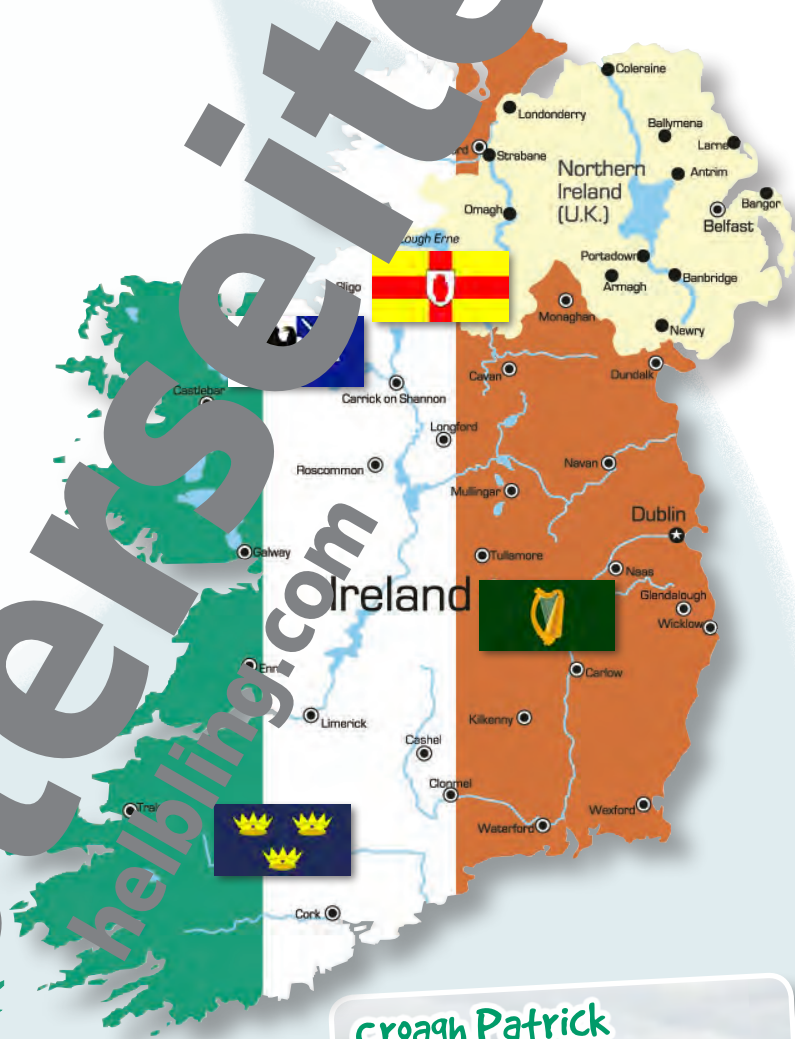 Coleraine
Londonderry
Ballymena
Larne
Strabane
Antrim
Northern
Ireland
(U.K.)
Bangor
Omagh
Belfast
Lough Erne
Portadown
Banbridge
Armagh
Sligo
Monaghan
Newry
Cavan
Dundalk
Castlebar
Carrick on Shannon
Longford
Roscommon
Navan
Mullingar
Dublin
Galway
Tullamore
Naas
Ireland
Glendalough
Wicklow
Carlow
Limerick
Kilkenny
Cashel
Clonmel
Wexford
Waterford
Cork
helbling.com
Croagh Patrick